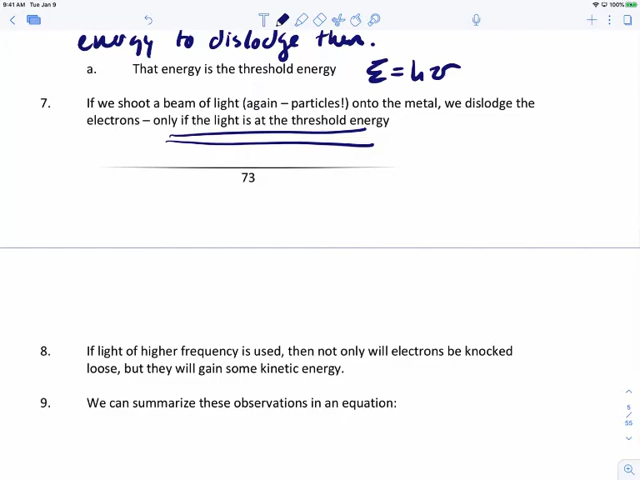 9:41 AM Tue Jan 9
100%
energy to dislodge them.
a. That energy is the threshold energy E = hν
7. If we shoot a beam of light (again – particles!) onto the metal, we dislodge the
electrons – only if the light is at the threshold energy
73
8. If light of higher frequency is used, then not only will electrons be knocked
loose, but they will gain some kinetic energy.
9. We can summarize these observations in an equation:
5
/
55